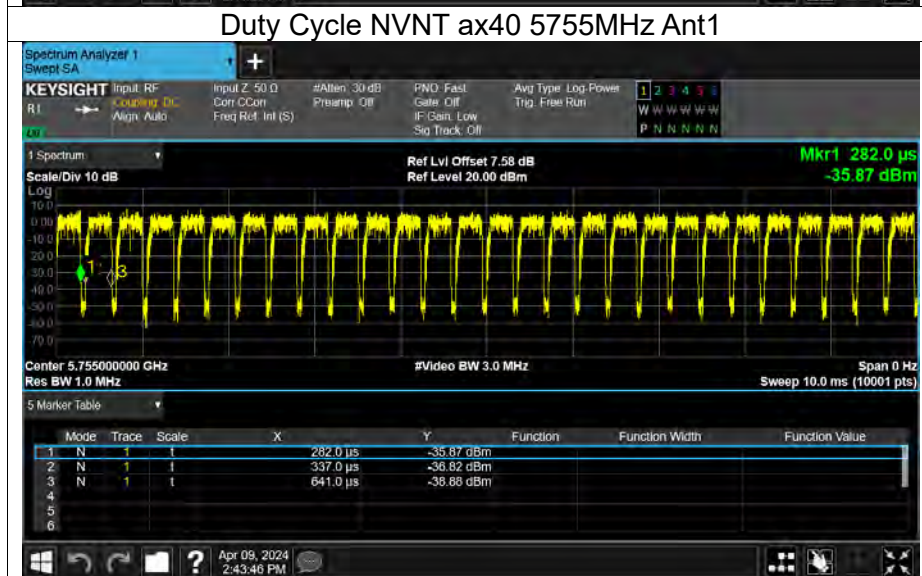 Duty Cycle NVNT ax40 5755MHz Ant1
Spectrum Analyzer 1
Swept SA
+
KEYSIGHT Input: RF Input Z: 50 Ω #Atten: 30 dB PNO: Fast Avg Type: Log-Power 1 2 3 4 5 6
Coupling: DC Corr CCorr Preamp: Off Gate: Off Trig: Free Run W W W W W W
Align: Auto Freq Ref: Int (S) IF Gain: Low
Sig Track: Off P N N N N N
1 Spectrum Ref Lvl Offset 7.58 dB Mkr1 282.0 µs
Scale/Div 10 dB Ref Level 20.00 dBm -35.87 dBm
Log
10.0
0.00
-10.0
-20.0
-30.0
-40.0
-50.0
-60.0
-70.0
1
3
Center 5.755000000 GHz #Video BW 3.0 MHz Span 0 Hz
Res BW 1.0 MHz Sweep 10.0 ms (10001 pts)
5 Marker Table
Mode Trace Scale X Y Function Function Width Function Value
1 N 1 t 282.0 µs -35.87 dBm
2 N 1 t 337.0 µs -36.82 dBm
3 N 1 t 641.0 µs -38.88 dBm
4
5
6
? Apr 09, 2024
2:43:46 PM